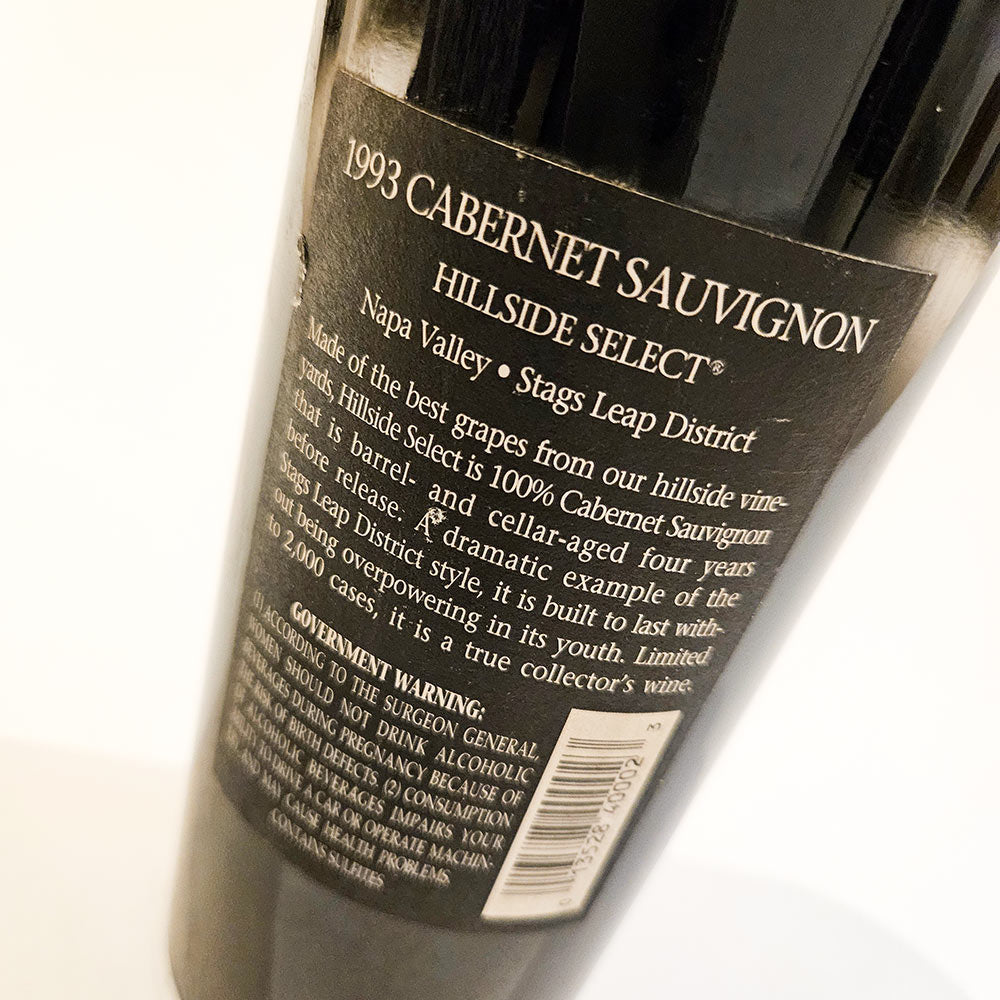 1993 CABERNET SAUVIGNON
HILLSIDE SELECT®
Napa Valley • Stags Leap District
Made of the best grapes from our hillside vine-
yards, Hillside Select is 100% Cabernet Sauvignon
that is barrel- and cellar-aged four years
before release. A dramatic example of the
Stags Leap District style, it is built to last with-
out being overpowering in its youth. Limited
to 2,000 cases, it is a true collector's wine.
GOVERNMENT WARNING:
(1) ACCORDING TO THE SURGEON GENERAL,
WOMEN SHOULD NOT DRINK ALCOHOLIC
BEVERAGES DURING PREGNANCY BECAUSE OF
THE RISK OF BIRTH DEFECTS. (2) CONSUMPTION
OF ALCOHOLIC BEVERAGES IMPAIRS YOUR
ABILITY TO DRIVE A CAR OR OPERATE MACHIN-
AND MAY CAUSE HEALTH PROBLEMS.
CONTAINS SULFITES
0 13528 40002 3